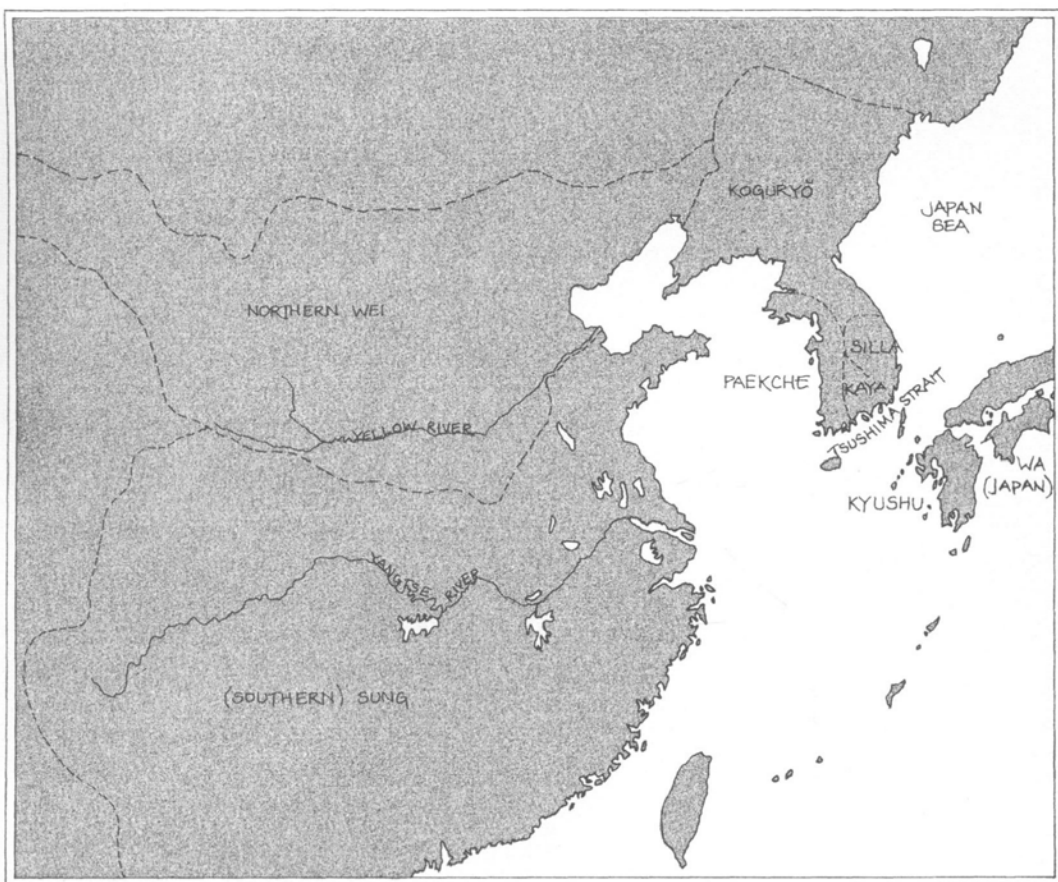 KOGURYŎ
JAPAN
SEA
NORTHERN WEI
SILLA
PAEKCHE
KAYA
TSUSHIMA STRAIT
YELLOW RIVER
WA
(JAPAN)
KYUSHU
YANGTSE RIVER
(SOUTHERN) SUNG